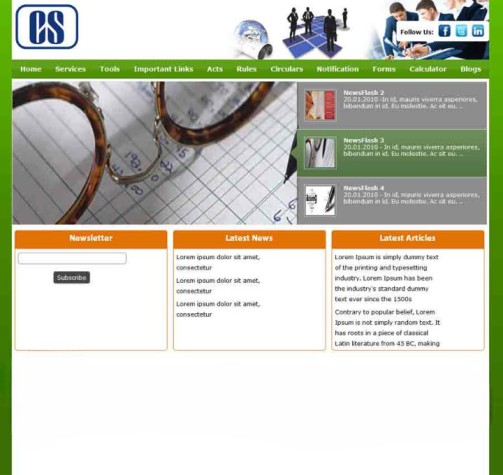 CS
Follow Us:
Home Services Tools Important Links Acts Rules Circulars Notification Forms Calculator Blogs
NewsFlash 2
20.01.2010 -In id, mauris viverra asperiores,
bibendum in id. Eu molestie. Ac sit eu. ..
NewsFlash 3
20.01.2010 - In id, mauris viverra asperiores,
bibendum in id. Eu molestie. Ac sit eu. ..
NewsFlash 4
20.01.2010 - In id, mauris viverra asperiores,
bibendum in id. Eu molestie. Ac sit eu. ..
Newsletter
Subscribe
Latest News
Lorem ipsum dolor sit amet,
consectetur
Lorem ipsum dolor sit amet,
consectetur
Lorem ipsum dolor sit amet,
consectetur
Latest Articles
Lorem Ipsum is simply dummy text
of the printing and typesetting
industry. Lorem Ipsum has been
the industry's standard dummy
text ever since the 1500s
Contrary to popular belief, Lorem
Ipsum is not simply random text. It
has roots in a piece of classical
Latin literature from 45 BC, making